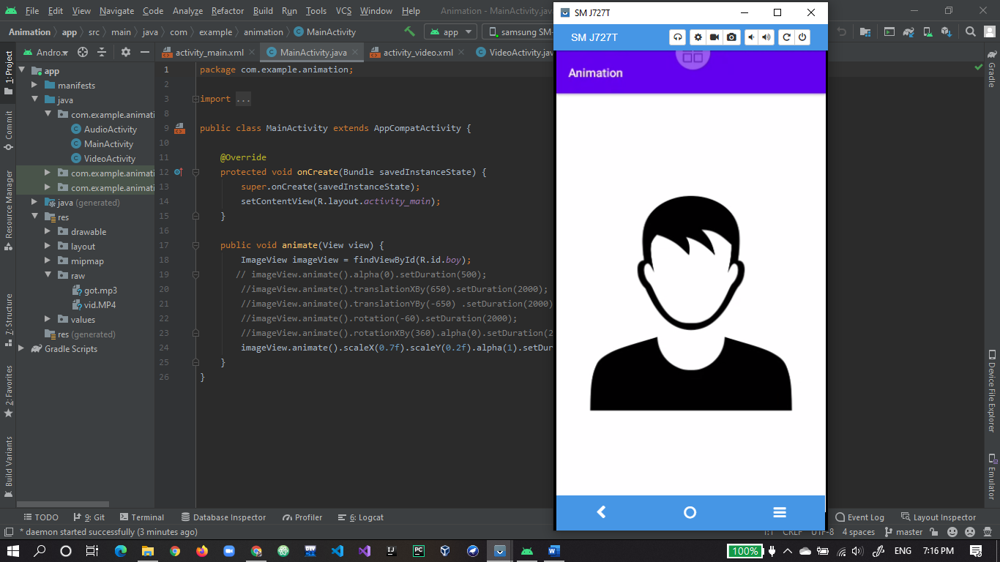 File Edit View Navigate Code Analyze Refactor Build Run Tools VCS Window Help Animation - MainActivity.java
SM J727T
SM J727T
Animation app src main java com example animation MainActivity
app
samsung SM-
Andro...
activity_main.xml
MainActivity.java
activity_video.xml
VideoActivity.jav
1: Project
Commit
Resource Manager
7: Structure
2: Favorites
Build Variants
app
manifests
java
com.example.animati
AudioActivity
MainActivity
VideoActivity
com.example.animati
com.example.animati
java (generated)
res
drawable
layout
mipmap
raw
got.mp3
vid.MP4
values
res (generated)
Gradle Scripts
1 package com.example.animation;
2
3 import ...
8
9 public class MainActivity extends AppCompatActivity {
10
11 @Override
12 protected void onCreate(Bundle savedInstanceState) {
13 super.onCreate(savedInstanceState);
14 setContentView(R.layout.activity_main);
15 }
16
17 public void animate(View view) {
18 ImageView imageView = findViewById(R.id.boy);
19 // imageView.animate().alpha(0).setDuration(500);
20 //imageView.animate().translationXBy(650).setDuration(2000);
21 //imageView.animate().translationYBy(-650) .setDuration(2000)
22 //imageView.animate().rotation(-60).setDuration(2000);
23 //imageView.animate().rotationXBy(360).alpha(0).setDuration(2
24 imageView.animate().scaleX(0.7f).scaleY(0.2f).alpha(1).setDur
25 }
26 }
Animation
Gradle
Device File Explorer
Emulator
TODO 9: Git Terminal Database Inspector Profiler 6: Logcat Event Log Layout Inspector
* daemon started successfully (3 minutes ago)
1:1 CRLF UTF-8 4 spaces master
100% ENG 7:16 PM